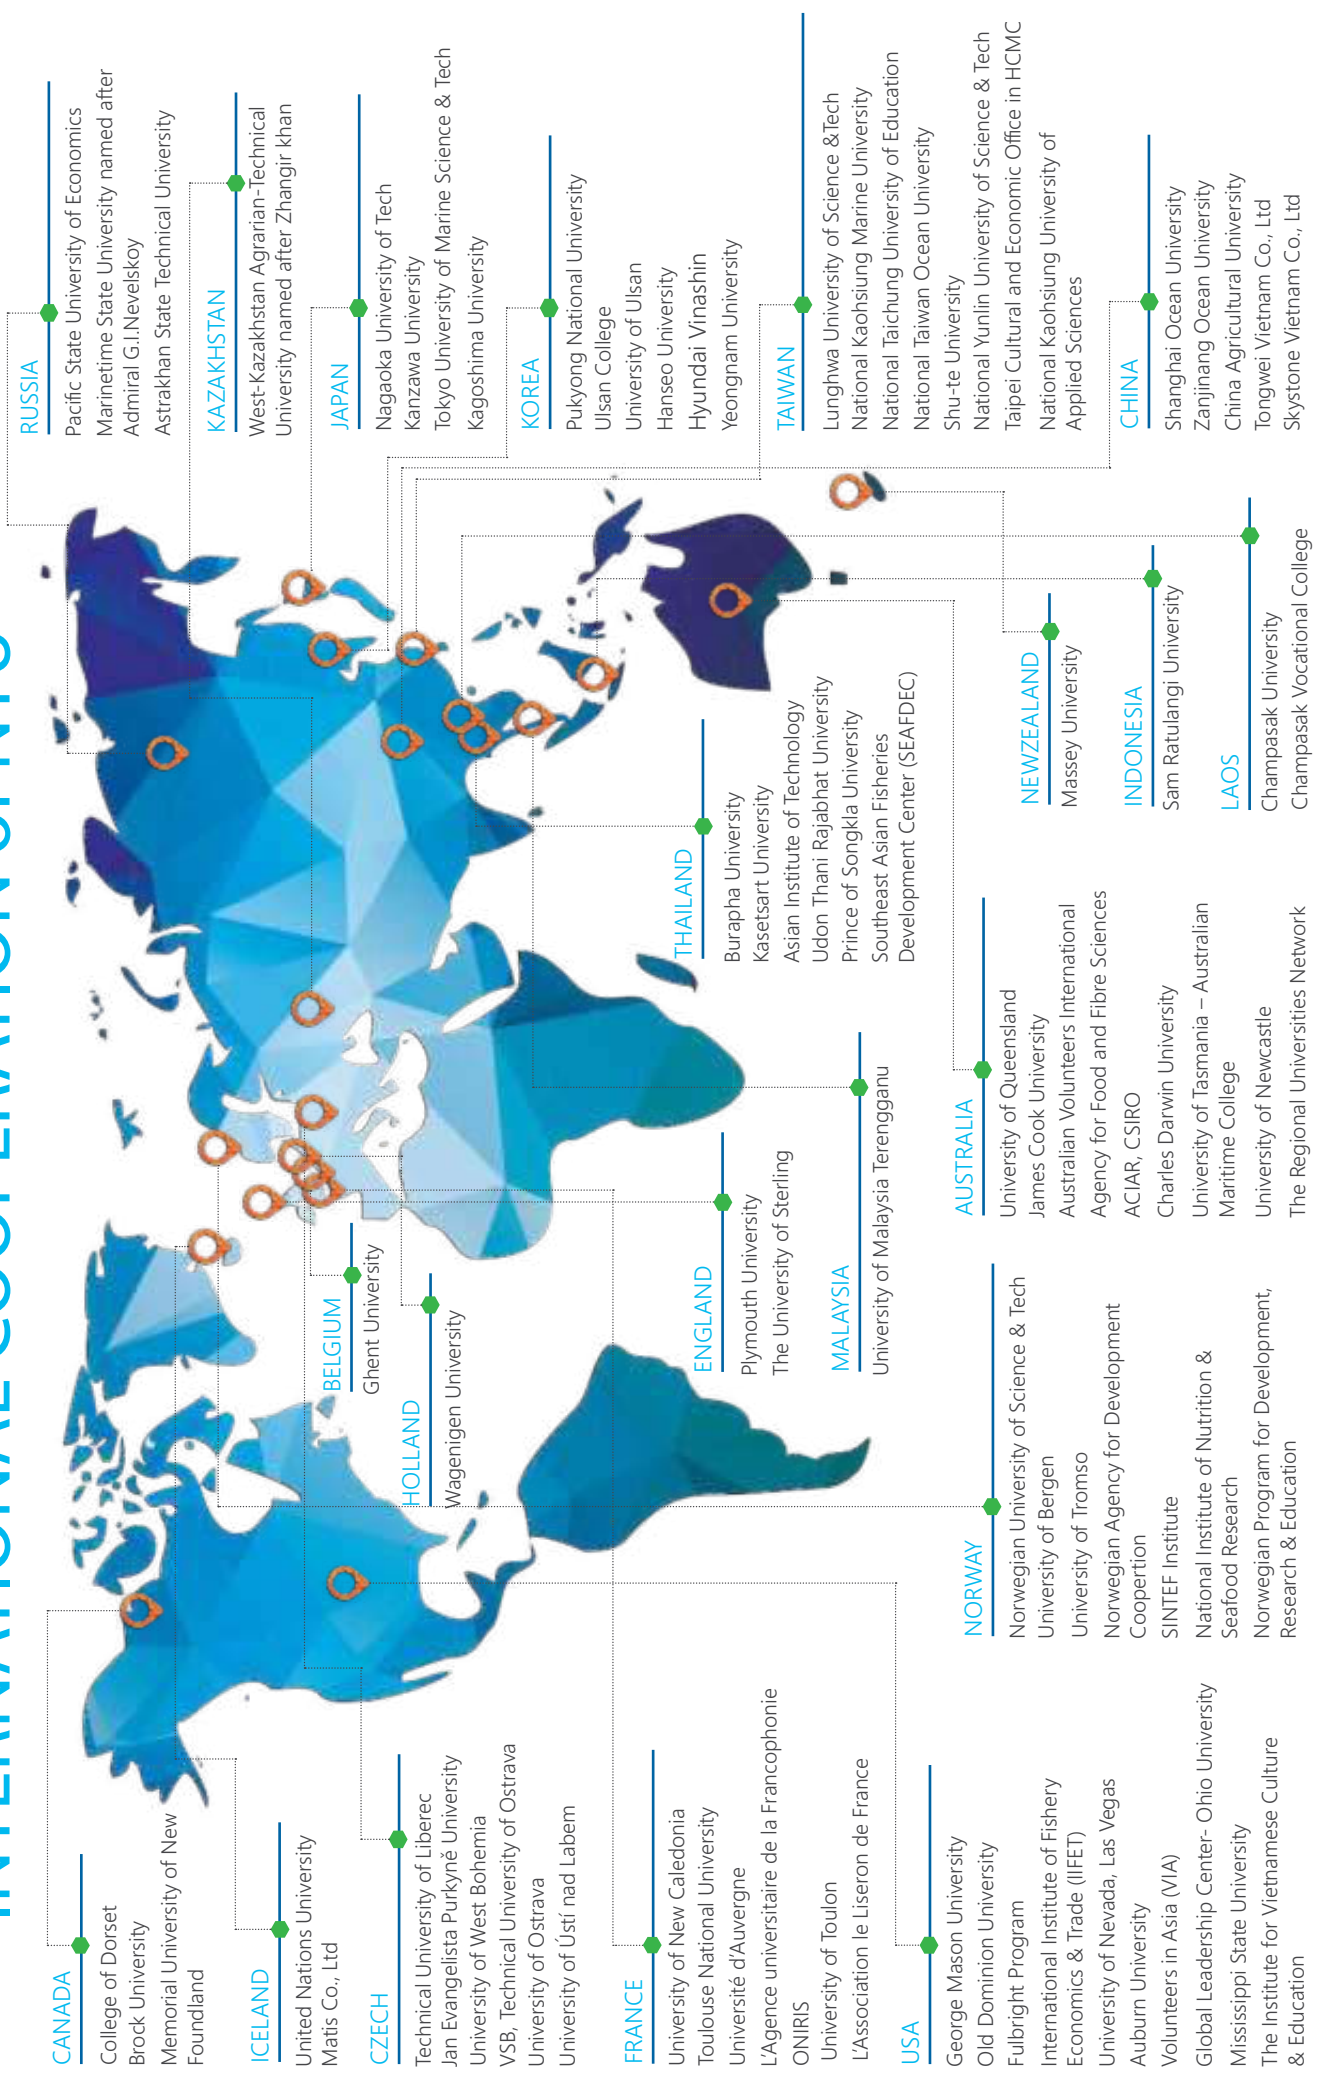 INTERNATIONAL COOPERATION OF NTU
CANADA
College of Dorset
Brock University
Memorial University of New
Foundland
ICELAND
United Nations University
Matis Co., Ltd
CZECH
Technical University of Liberec
Jan Evangelista Purkyně University
University of West Bohemia
VSB, Technical University of Ostrava
University of Ostrava
University of Ústí nad Labem
FRANCE
University of New Caledonia
Toulouse National University
Université d'Auvergne
L'Agence universitaire de la Francophonie
ONIRIS
University of Toulon
L'Association le Liseron de France
USA
George Mason University
Old Dominion University
Fulbright Program
International Institute of Fishery
Economics & Trade (IIFET)
University of Nevada, Las Vegas
Auburn University
Volunteers in Asia (VIA)
Global Leadership Center- Ohio University
Mississippi State University
The Institute for Vietnamese Culture
& Education
BELGIUM
Ghent University
HOLLAND
Wagenigen University
NORWAY
Norwegian University of Science & Tech
University of Bergen
University of Tromso
Norwegian Agency for Development
Coopertion
SINTEF Institute
National Institute of Nutrition &
Seafood Research
Norwegian Program for Development,
Research & Education
ENGLAND
Plymouth University
The University of Sterling
MALAYSIA
University of Malaysia Terengganu
AUSTRALIA
University of Queensland
James Cook University
Australian Volunteers International
Agency for Food and Fibre Sciences
ACIAR, CSIRO
Charles Darwin University
University of Tasmania – Australian
Maritime College
University of Newcastle
The Regional Universities Network
THAILAND
Burapha University
Kasetsart University
Asian Institute of Technology
Udon Thani Rajabhat University
Prince of Songkla University
Southeast Asian Fisheries
Development Center (SEAFDEC)
NEWZEALAND
Massey University
INDONESIA
Sam Ratulangi University
LAOS
Champasak University
Champasak Vocational College
RUSSIA
Pacific State University of Economics
Marinetime State University named after
Admiral G.I.Nevelskoy
Astrakhan State Technical University
KAZAKHSTAN
West-Kazakhstan Agrarian-Technical
University named after Zhangir khan
JAPAN
Nagaoka University of Tech
Kanzawa University
Tokyo University of Marine Science & Tech
Kagoshima University
KOREA
Pukyong National University
Ulsan College
University of Ulsan
Hanseo University
Hyundai Vinashin
Yeongnam University
TAIWAN
Lunghwa University of Science &Tech
National Kaohsiung Marine University
National Taichung University of Education
National Taiwan Ocean University
Shu-te University
National Yunlin University of Science & Tech
Taipei Cultural and Economic Office in HCMC
National Kaohsiung University of
Applied Sciences
CHINA
Shanghai Ocean University
Zanjinang Ocean University
China Agricultural University
Tongwei Vietnam Co., Ltd
Skystone Vietnam Co., Ltd